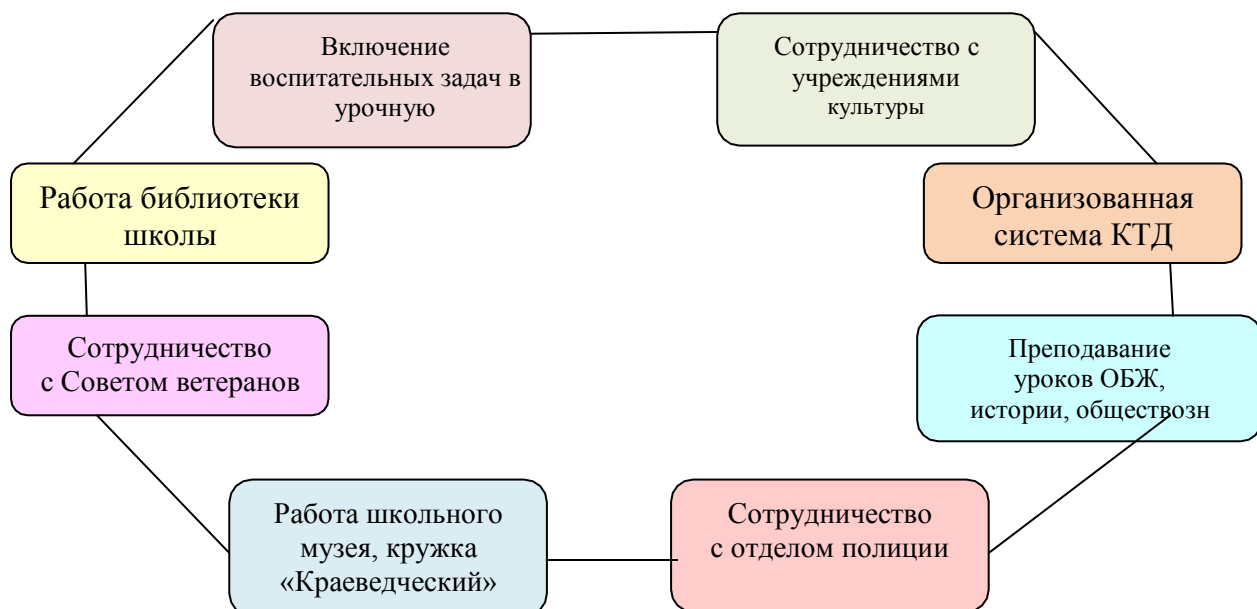 Включение
воспитательных задач в
урочную
Сотрудничество с
учреждениями
культуры
Работа библиотеки
школы
Организованная
система КТД
Сотрудничество
с Советом ветеранов
Преподавание
уроков ОБЖ,
истории, обществозн
Работа школьного
музея, кружка
«Краеведческий»
Сотрудничество
с отделом полиции